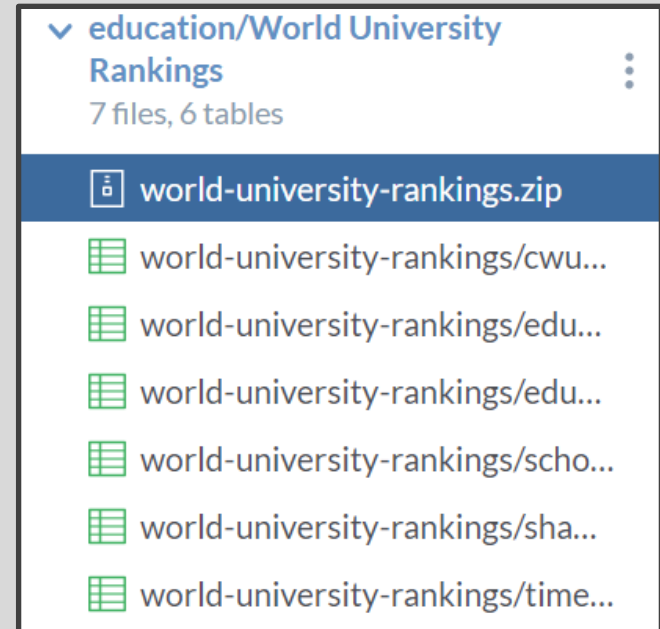 education/World University
Rankings
7 files, 6 tables
world-university-rankings.zip
world-university-rankings/cwu...
world-university-rankings/edu...
world-university-rankings/edu...
world-university-rankings/scho...
world-university-rankings/sha...
world-university-rankings/time...